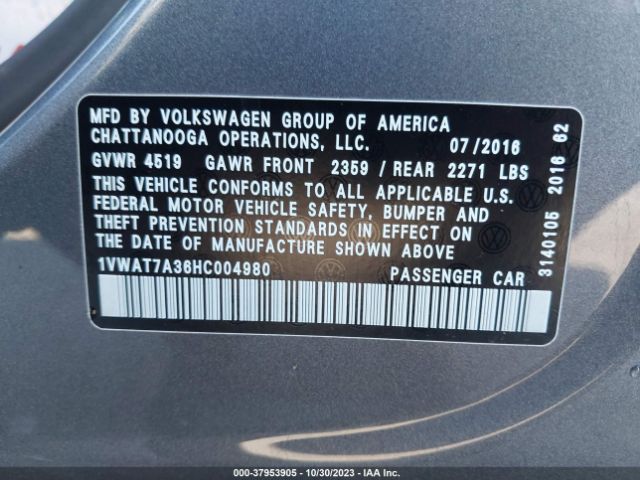 MFD BY VOLKSWAGEN GROUP OF AMERICA
CHATTANOOGA OPERATIONS, LLC. 07/2016
GVWR 4519 GAWR FRONT 2359 / REAR 2271 LBS
THIS VEHICLE CONFORMS TO ALL APPLICABLE U.S.
FEDERAL MOTOR VEHICLE SAFETY, BUMPER AND
THEFT PREVENTION STANDARDS IN EFFECT ON
THE DATE OF MANUFACTURE SHOWN ABOVE
1VWAT7A36HC004980 PASSENGER CAR
3140105 2016 62
000-37953905 - 10/30/2023 - IAA Inc.